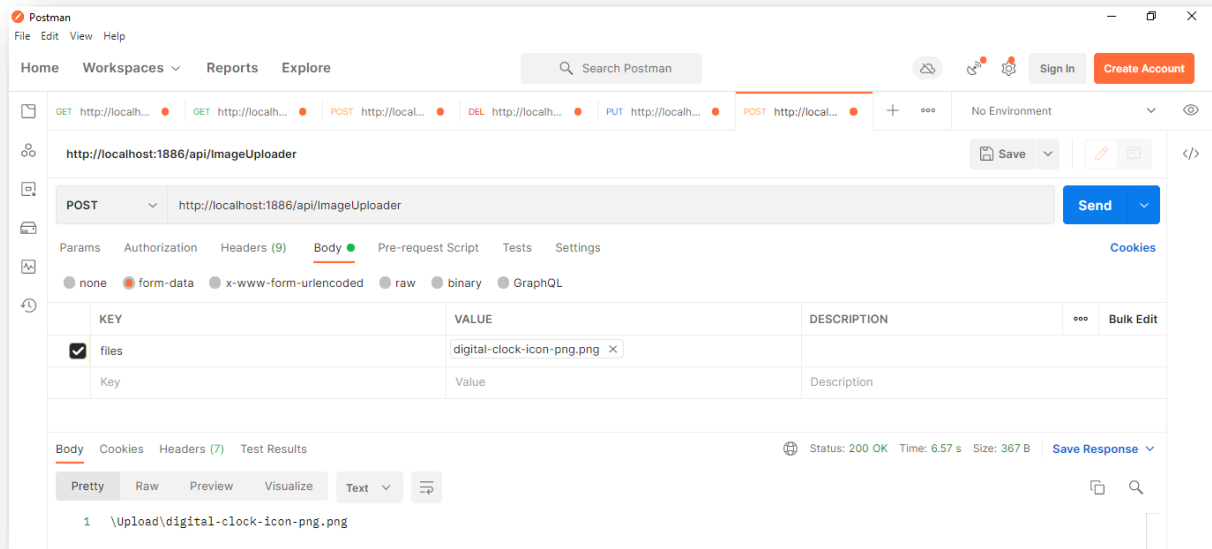 Postman
File Edit View Help
Home Workspaces Reports Explore Search Postman Sign In Create Account
GET http://localh... GET http://localh... POST http://local... DEL http://localh... PUT http://localh... POST http://local... No Environment
http://localhost:1886/api/ImageUploader Save
POST http://localhost:1886/api/ImageUploader Send
Params Authorization Headers (9) Body Pre-request Script Tests Settings Cookies
none form-data x-www-form-urlencoded raw binary GraphQL
KEY VALUE DESCRIPTION Bulk Edit
files digital-clock-icon-png.png
Key Value Description
Body Cookies Headers (7) Test Results Status: 200 OK Time: 6.57 s Size: 367 B Save Response
Pretty Raw Preview Visualize Text
1 \Upload\digital-clock-icon-png.png